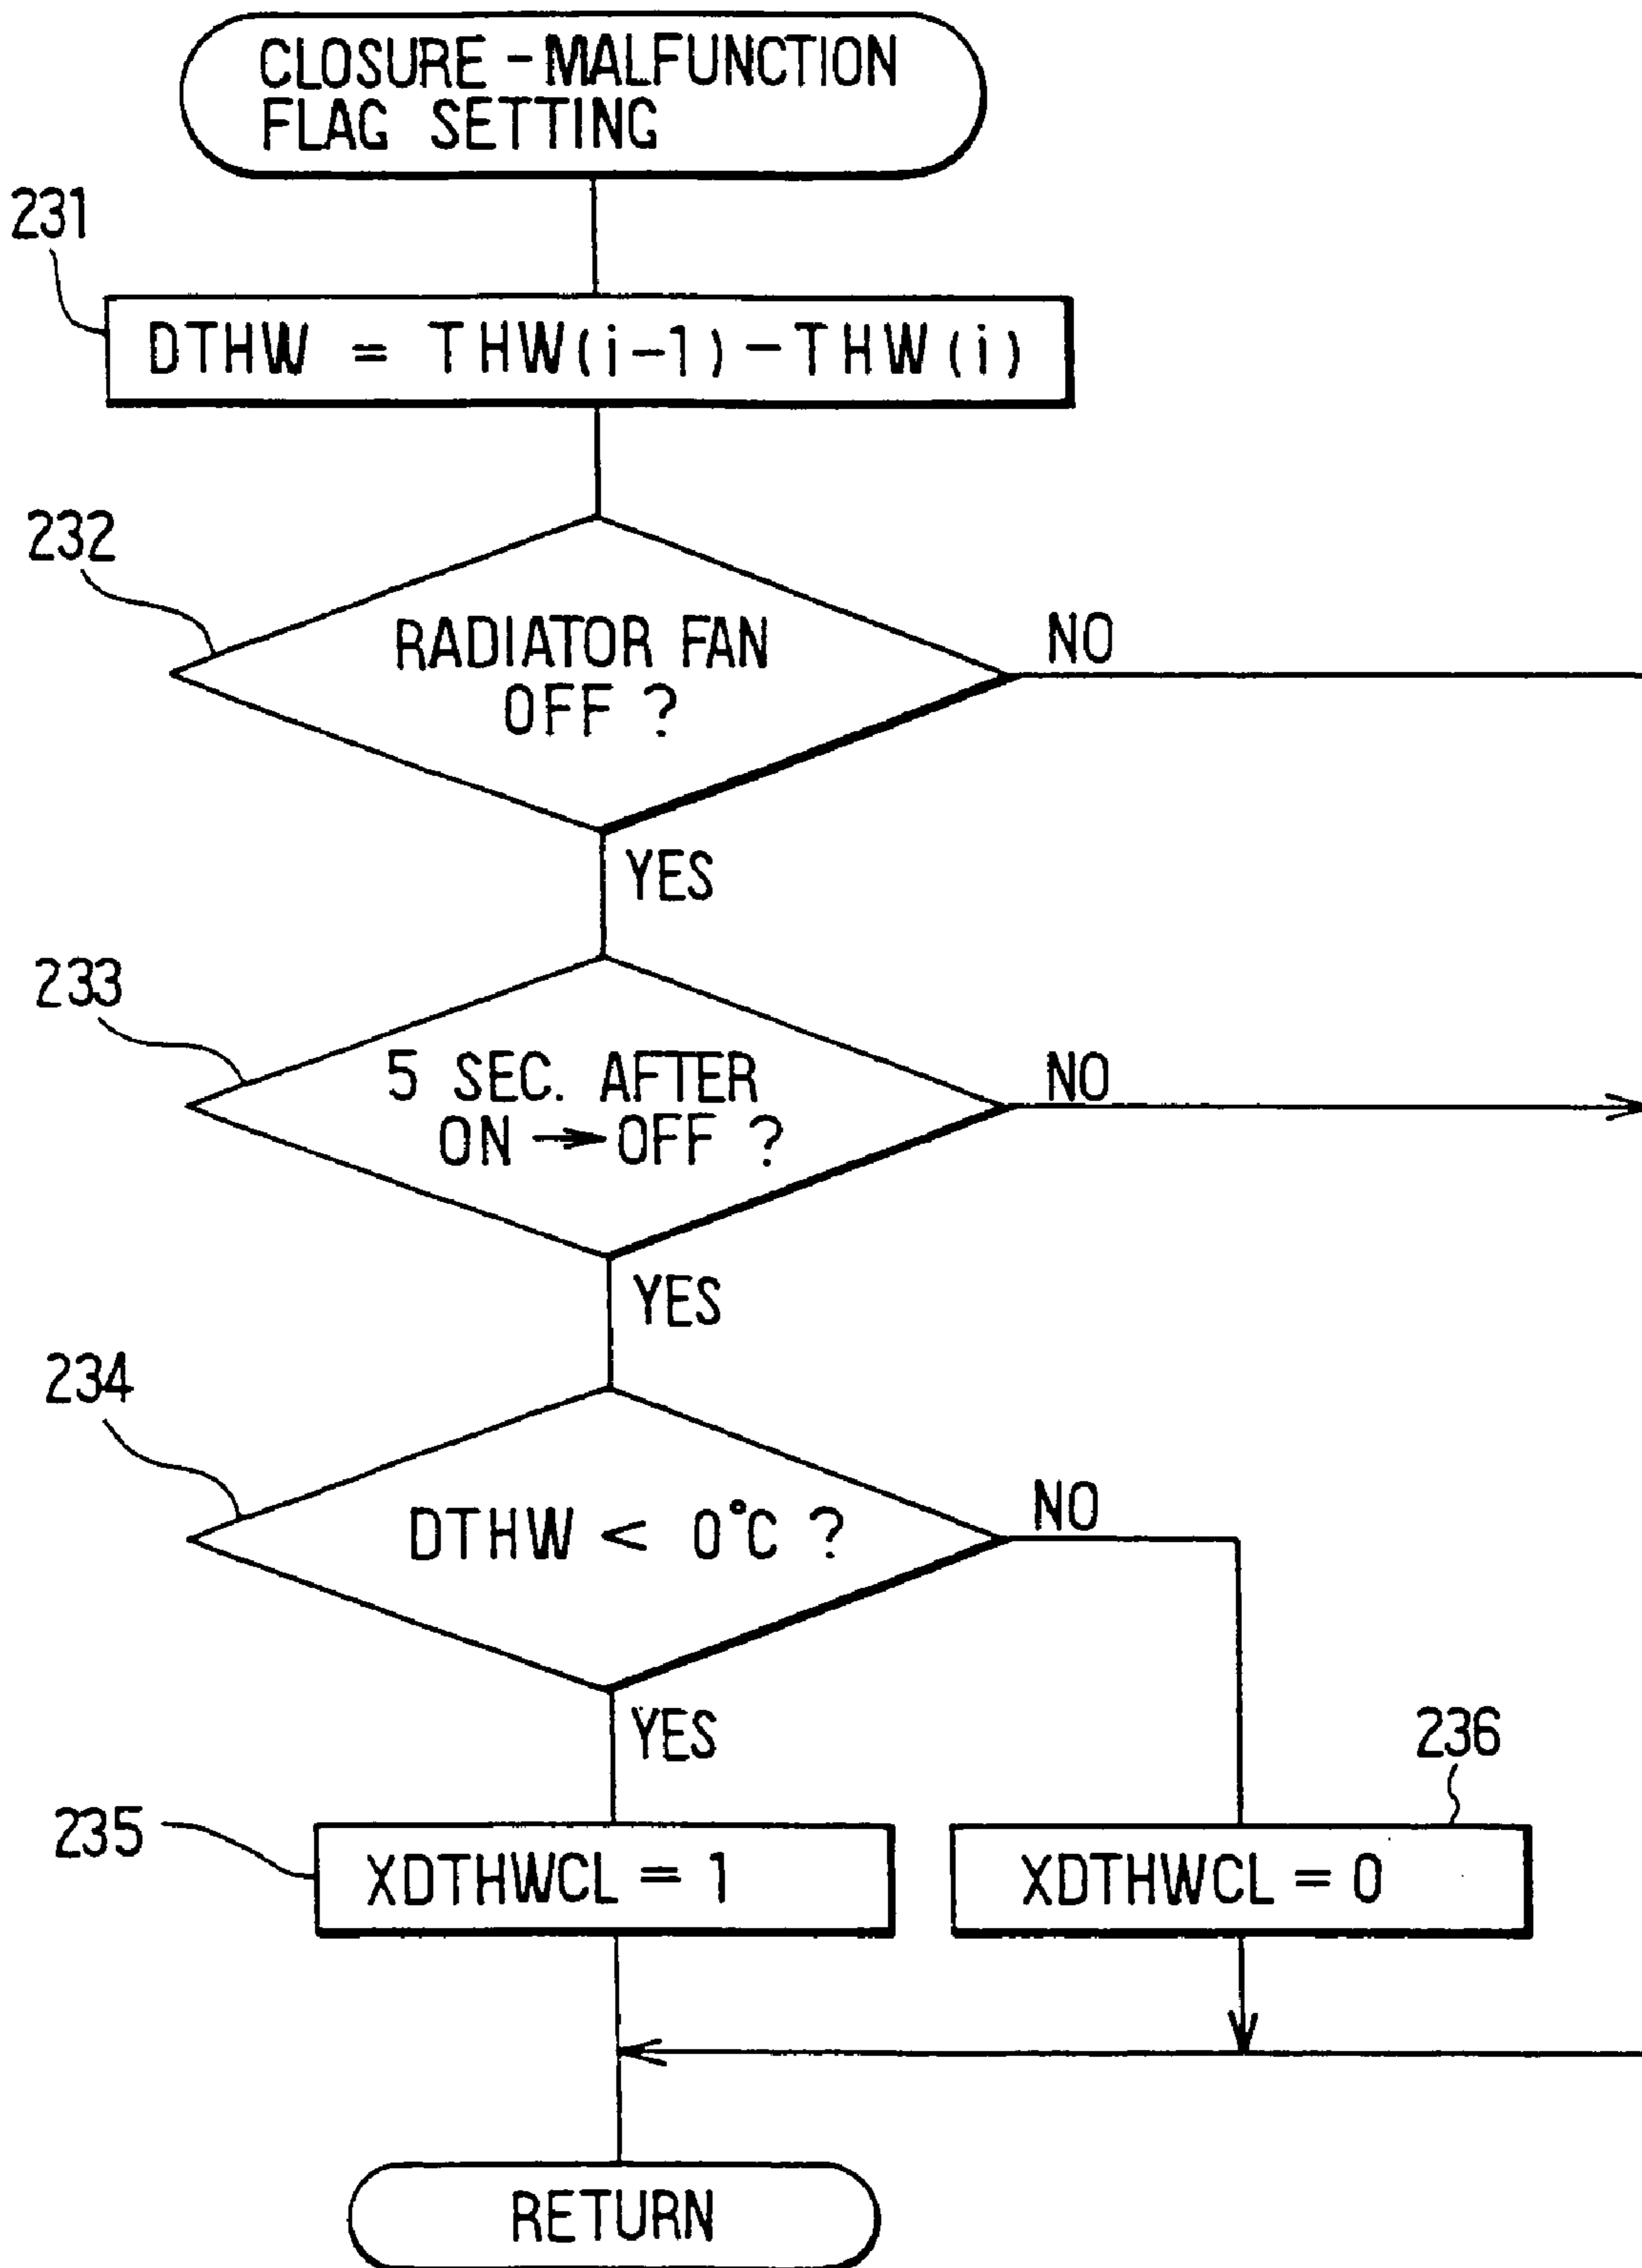 CLOSURE-MALFUNCTION
FLAG SETTING
231
DTHW = THW(i-1)-THW(i)
232
RADIATOR FAN
OFF ?
NO
YES
233
5 SEC. AFTER
ON → OFF ?
NO
YES
234
DTHW < 0°C ?
NO
YES
236
235
XDTHWCL = 1
XDTHWCL = 0
RETURN